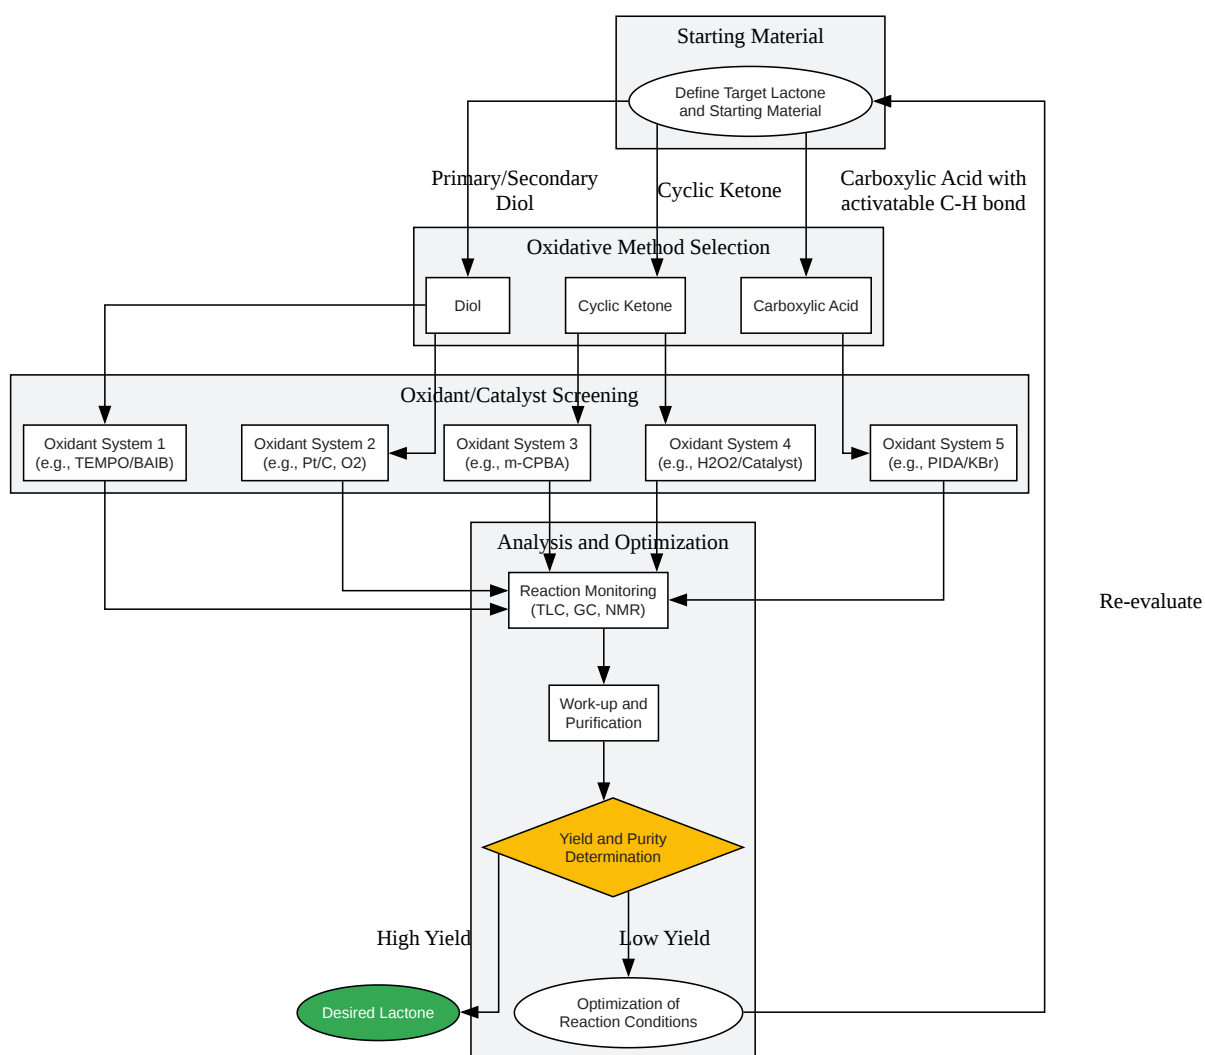 Starting Material
Define Target Lactone
and Starting Material
Primary/Secondary
Diol
Cyclic Ketone
Carboxylic Acid with
activatable C-H bond
Oxidative Method Selection
Diol
Cyclic Ketone
Carboxylic Acid
Oxidant/Catalyst Screening
Oxidant System 1
(e.g., TEMPO/BAIB)
Oxidant System 2
(e.g., Pt/C, O2)
Oxidant System 3
(e.g., m-CPBA)
Oxidant System 4
(e.g., H2O2/Catalyst)
Oxidant System 5
(e.g., PIDA/KBr)
Analysis and Optimization
Reaction Monitoring
(TLC, GC, NMR)
Re-evaluate
Work-up and
Purification
Yield and Purity
Determination
High Yield
Low Yield
Desired Lactone
Optimization of
Reaction Conditions